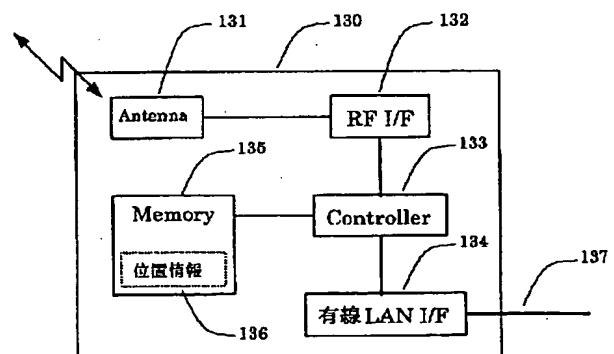 131
130
132
Antenna
RF I/F
135
133
Memory
Controller
134
137
位置情報
136
有線 LAN I/F